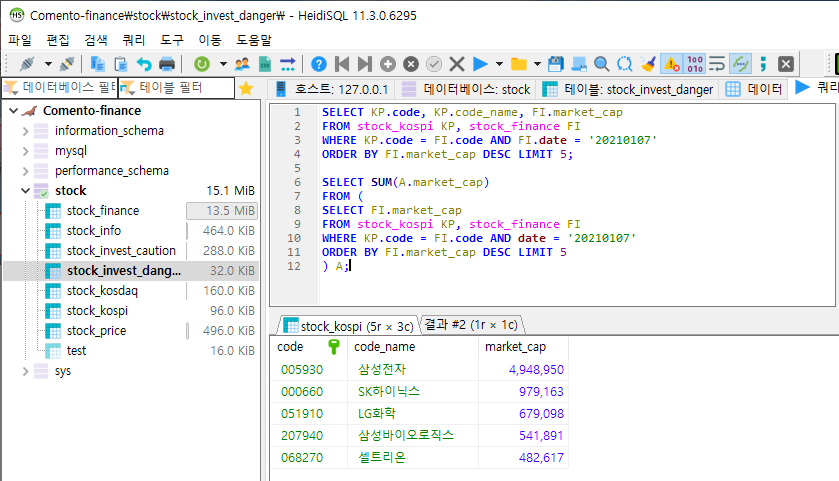 Comento-finance₩stock₩stock_invest_danger₩ - HeidiSQL 11.3.0.6295
파일 편집 검색 쿼리 도구 이동 도움말
데이터베이스 필 테이블 필터
호스트: 127.0.0.1 데이터베이스: stock 테이블: stock_invest_danger 데이터 쿼리
Comento-finance
information_schema
mysql
performance_schema
stock 15.1 MiB
stock_finance 13.5 MiB
stock_info 464.0 KiB
stock_invest_caution 288.0 KiB
stock_invest_dang... 32.0 KiB
stock_kosdaq 160.0 KiB
stock_kospi 96.0 KiB
stock_price 496.0 KiB
test 16.0 KiB
sys
1 SELECT KP.code, KP.code_name, FI.market_cap
2 FROM stock_kospi KP, stock_finance FI
3 WHERE KP.code = FI.code AND FI.date = '20210107'
4 ORDER BY FI.market_cap DESC LIMIT 5;
5
6 SELECT SUM(A.market_cap)
7 FROM (
8 SELECT FI.market_cap
9 FROM stock_kospi KP, stock_finance FI
10 WHERE KP.code = FI.code AND date = '20210107'
11 ORDER BY FI.market_cap DESC LIMIT 5
12 ) A;
stock_kospi (5r × 3c) 결과 #2 (1r × 1c)
code code_name market_cap
005930 삼성전자 4,948,950
000660 SK하이닉스 979,163
051910 LG화학 679,098
207940 삼성바이오로직스 541,891
068270 셀트리온 482,617